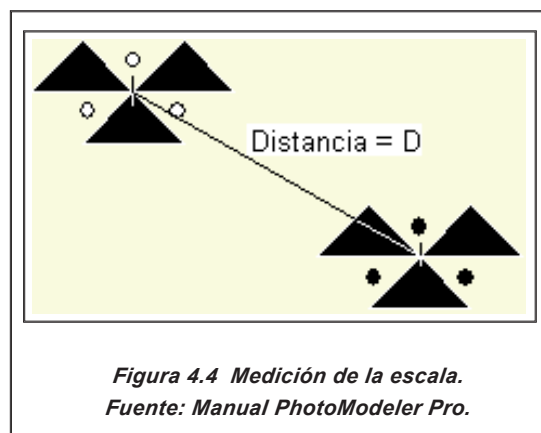 Distancia = D
Figura 4.4 Medición de la escala.
Fuente: Manual PhotoModeler Pro.